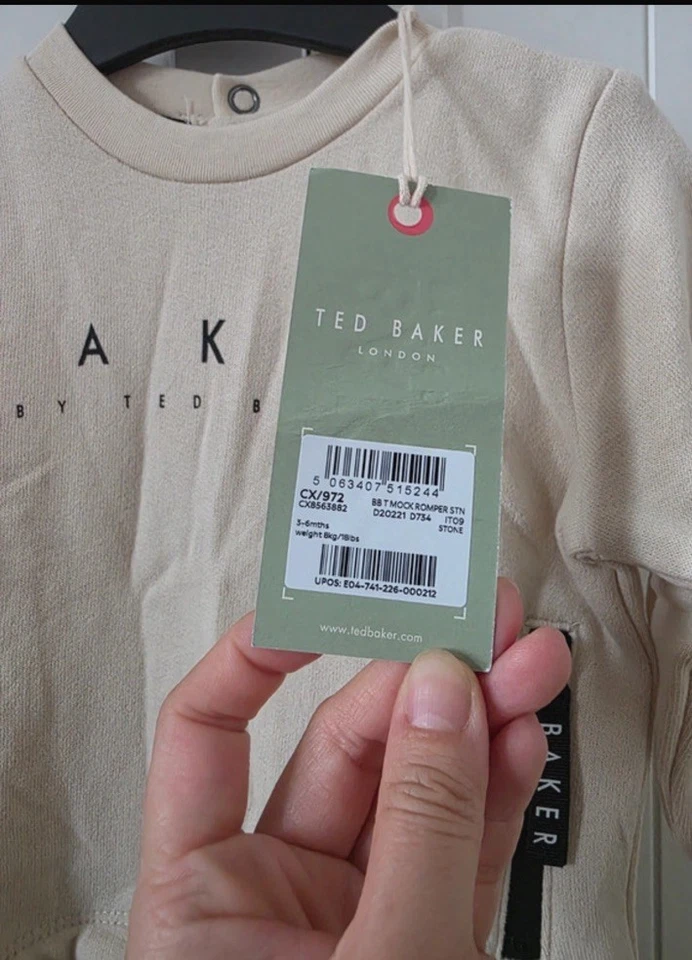 A K
BY TED B
TED BAKER
LONDON
5 063407 515244
CX/972 BB T MOCK ROMPER STN
CX8563882 D20221 D734 IT09
STONE
3-6mths
weight 8kg/18lbs
UPOS: E04-741-226-000212
www.tedbaker.com
BAKER